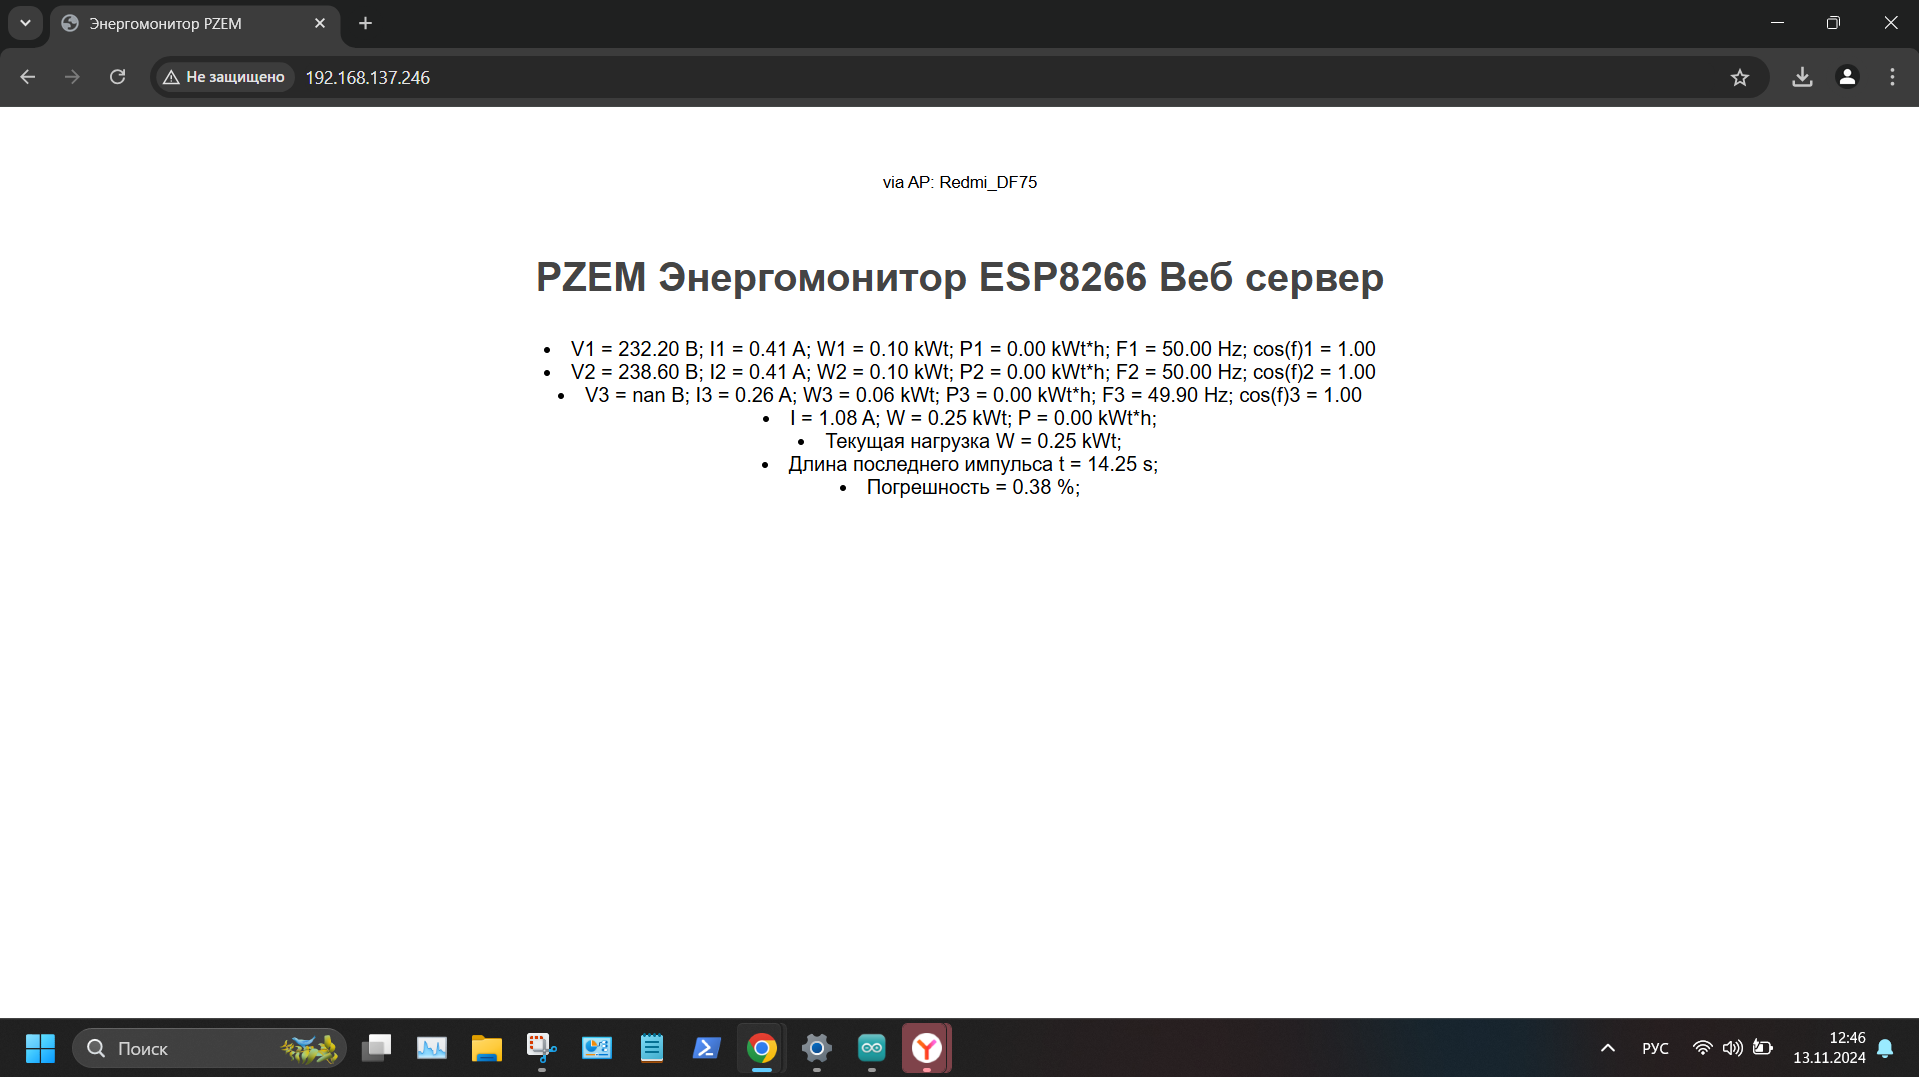 Энергомонитор PZEM
Не защищено 192.168.137.246
via AP: Redmi_DF75
PZEM Энергомонитор ESP8266 Веб сервер
• V1 = 232.20 В; I1 = 0.41 A; W1 = 0.10 kWt; P1 = 0.00 kWt*h; F1 = 50.00 Hz; cos(f)1 = 1.00
• V2 = 238.60 В; I2 = 0.41 A; W2 = 0.10 kWt; P2 = 0.00 kWt*h; F2 = 50.00 Hz; cos(f)2 = 1.00
• V3 = nan В; I3 = 0.26 A; W3 = 0.06 kWt; P3 = 0.00 kWt*h; F3 = 49.90 Hz; cos(f)3 = 1.00
• I = 1.08 A; W = 0.25 kWt; P = 0.00 kWt*h;
• Текущая нагрузка W = 0.25 kWt;
• Длина последнего импульса t = 14.25 s;
• Погрешность = 0.38 %;
Поиск
РУС
12:46
13.11.2024